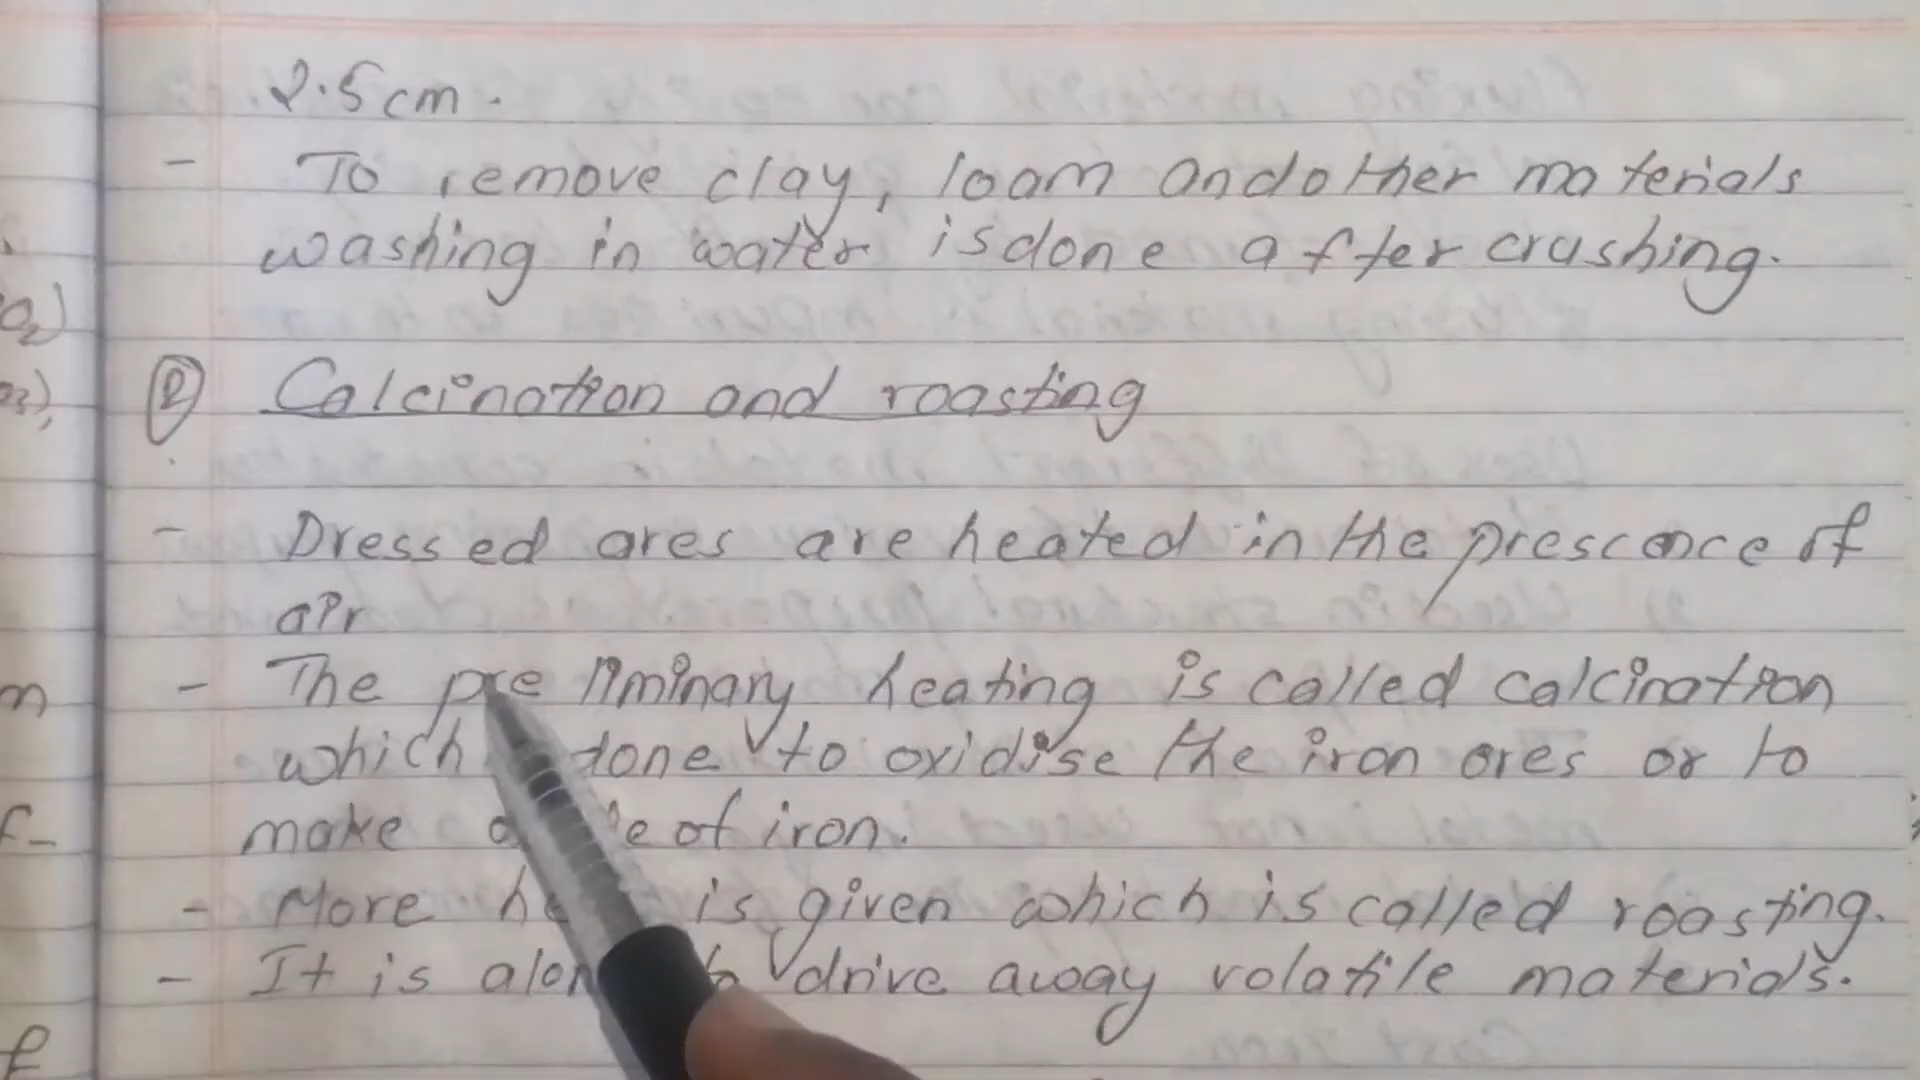 2.5cm.
- To remove clay, loam and other materials
washing in water is done after crushing.
② Calcination and roasting
- Dressed ores are heated in the prescence of
air
- The preliminary heating is called calcination
which done to oxidise the iron ores or to
make of iron.
- More is given which is called roasting.
- It is to drive away volatile materials.